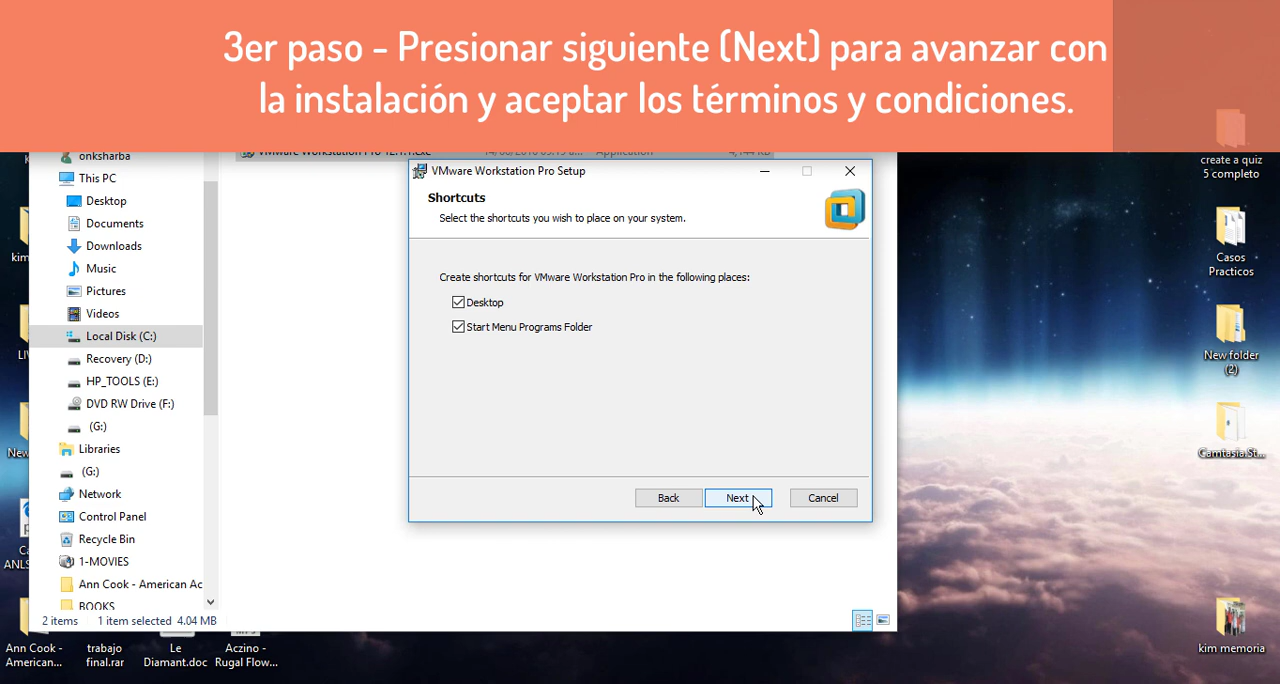 3er paso - Presionar siguiente (Next) para avanzar con
la instalación y aceptar los términos y condiciones.
create a quiz
5 completo
onksharba
This PC
Desktop
Documents
Downloads
Music
Pictures
Videos
Local Disk (C:)
Recovery (D:)
HP_TOOLS (E:)
DVD RW Drive (F:)
(G:)
Libraries
(G:)
Network
Control Panel
Recycle Bin
1-MOVIES
Ann Cook - American Ac
BOOKS
2 items 1 item selected 4.04 MB
VMware Workstation Pro Setup
Shortcuts
Select the shortcuts you wish to place on your system.
Create shortcuts for VMware Workstation Pro in the following places:
Desktop
Start Menu Programs Folder
Back Next Cancel
Casos
Practicos
New folder
(2)
Camtasia St...
kim memoria
Ann Cook -
American...
trabajo
final.rar
Le
Diamant.doc
Aczino -
Rugal Flow...